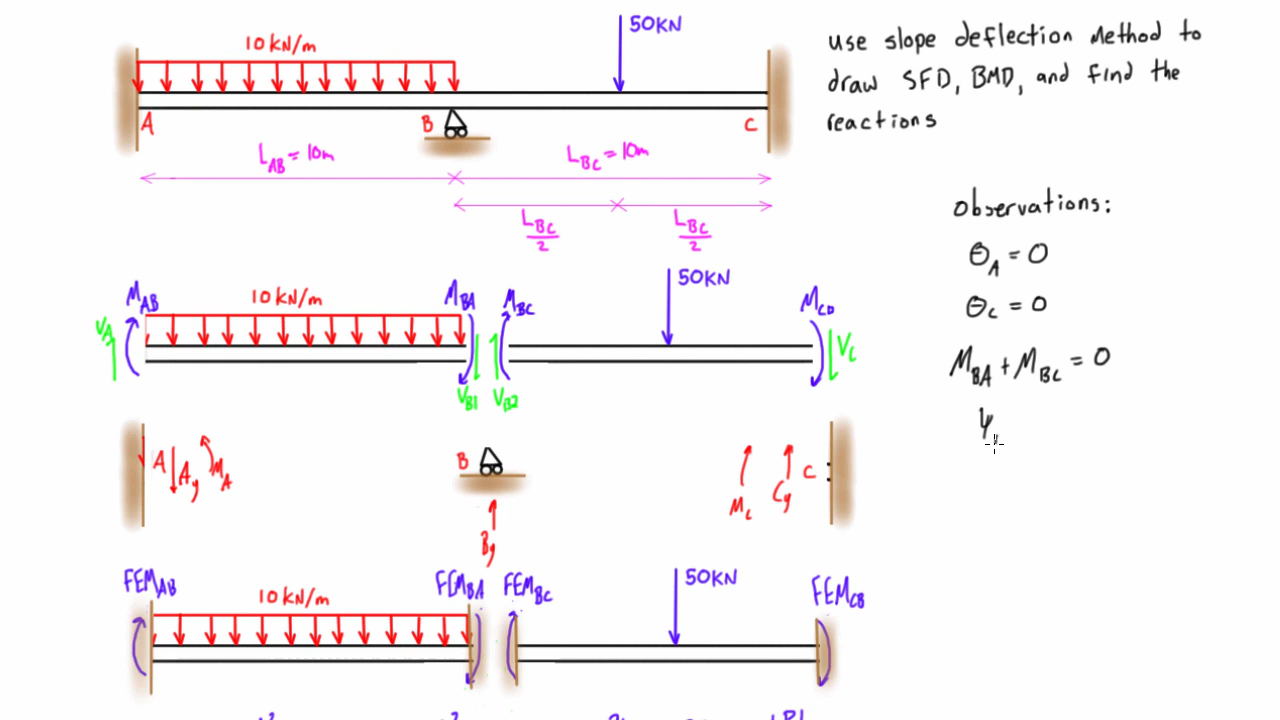 50KN
10 kN/m
use slope deflection Method to
draw SFD, BMD, and find the
reactions
A
B
C
L_AB = 10m
L_BC = 10m
L_BC/2
L_BC/2
Observations:
θ_A = 0
θ_C = 0
M_BA + M_BC = 0
ψ
M_AB
10 kN/m
M_BA
M_BC
50KN
M_CD
V_A
V_B1
V_B2
V_C
A
A_y
M_A
B
B_y
M_C
C_y
C
FEM_AB
10 kN/m
FEM_BA
FEM_BC
50KN
FEM_CB